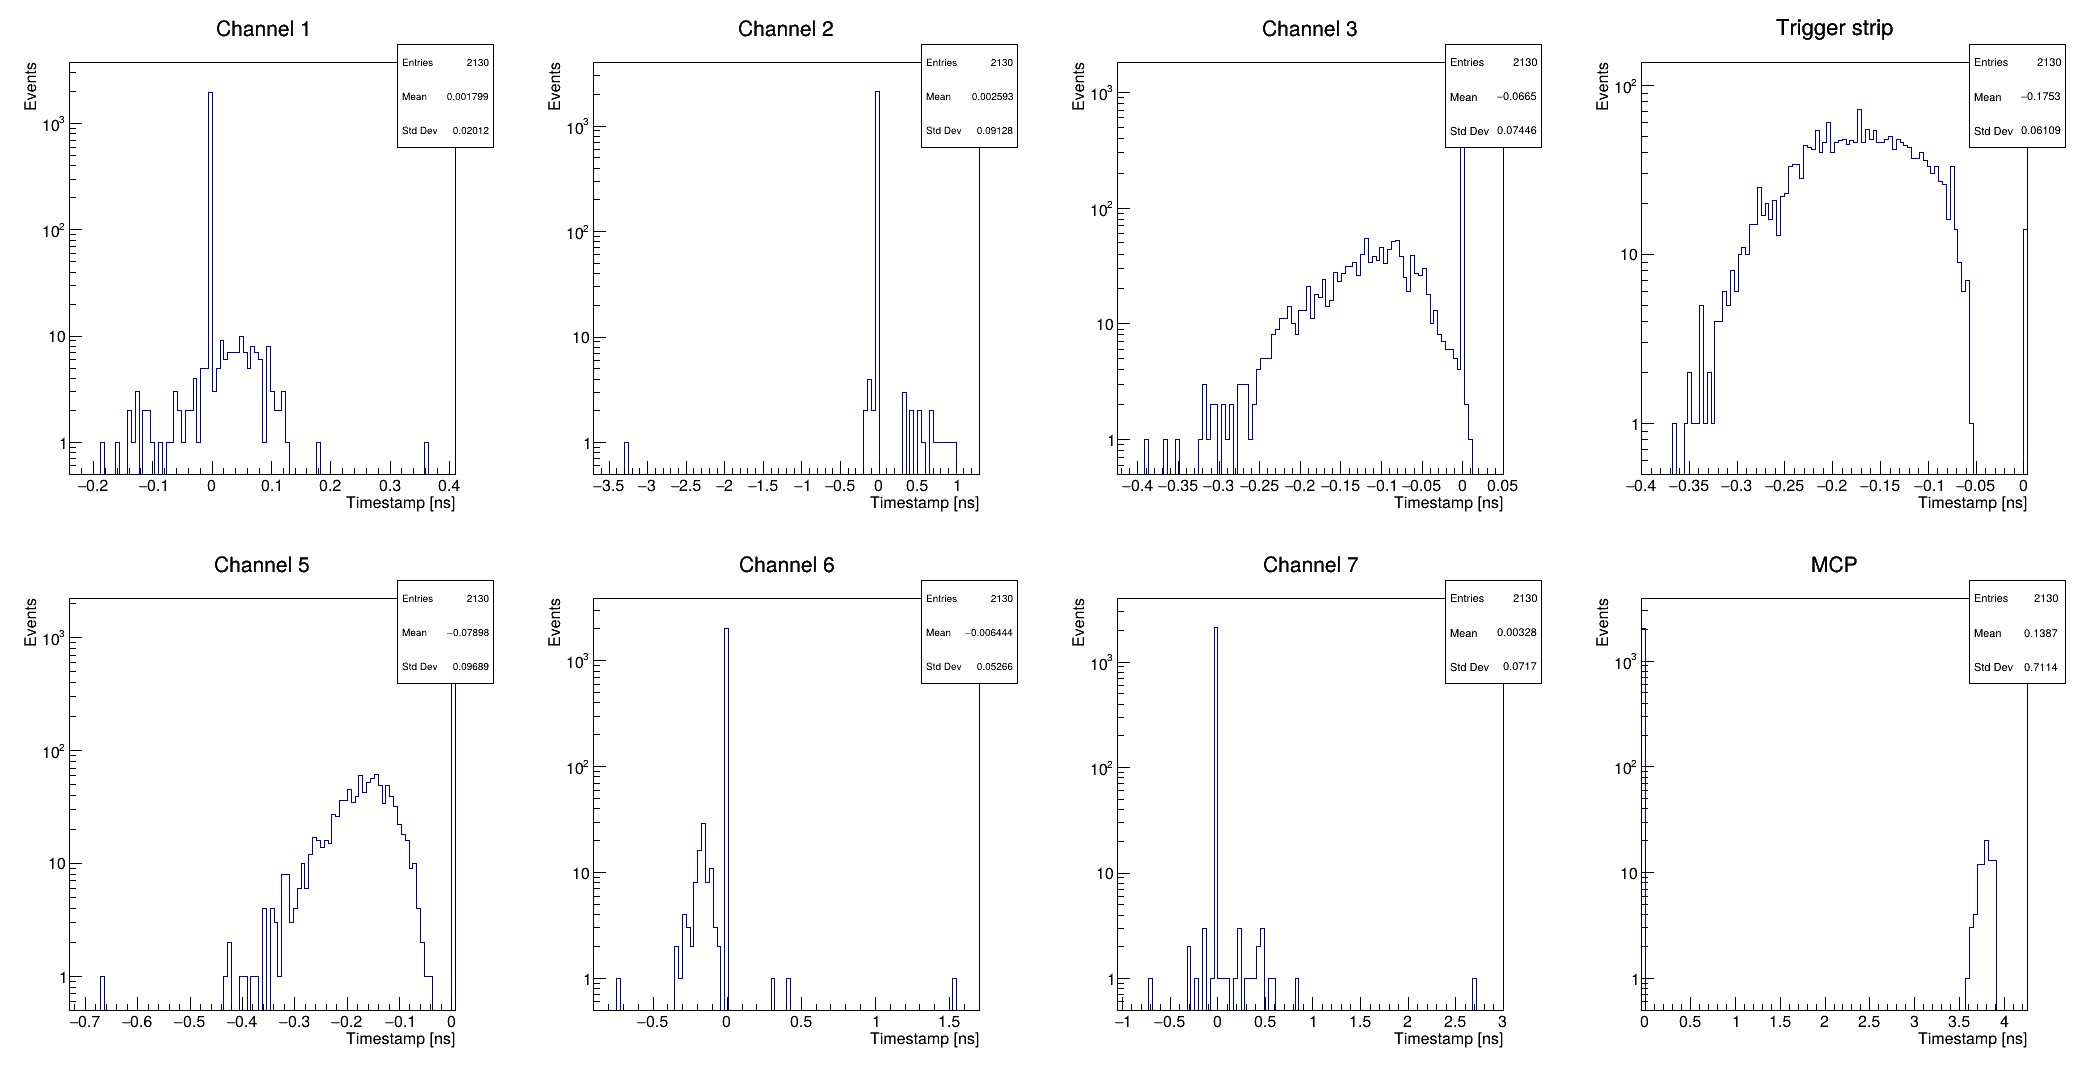 Channel 1
Events
Entries 2130
Mean 0.001799
Std Dev 0.02012
10³
10²
10
1
−0.2 −0.1 0 0.1 0.2 0.3 0.4
Timestamp [ns]
Channel 2
Events
Entries 2130
Mean 0.002593
Std Dev 0.09128
10³
10²
10
1
−3.5 −3 −2.5 −2 −1.5 −1 −0.5 0 0.5 1
Timestamp [ns]
Channel 3
Events
Entries 2130
Mean −0.0665
Std Dev 0.07446
10³
10²
10
1
−0.4 −0.35 −0.3 −0.25 −0.2 −0.15 −0.1 −0.05 0 0.05
Timestamp [ns]
Trigger strip
Events
Entries 2130
Mean −0.1753
Std Dev 0.06109
10²
10
1
−0.4 −0.35 −0.3 −0.25 −0.2 −0.15 −0.1 −0.05 0
Timestamp [ns]
Channel 5
Events
Entries 2130
Mean −0.07898
Std Dev 0.09689
10³
10²
10
1
−0.7 −0.6 −0.5 −0.4 −0.3 −0.2 −0.1 0
Timestamp [ns]
Channel 6
Events
Entries 2130
Mean −0.006444
Std Dev 0.05266
10³
10²
10
1
−0.5 0 0.5 1 1.5
Timestamp [ns]
Channel 7
Events
Entries 2130
Mean 0.00328
Std Dev 0.0717
10³
10²
10
1
−1 −0.5 0 0.5 1 1.5 2 2.5 3
Timestamp [ns]
MCP
Events
Entries 2130
Mean 0.1387
Std Dev 0.7114
10³
10²
10
1
0 0.5 1 1.5 2 2.5 3 3.5 4
Timestamp [ns]